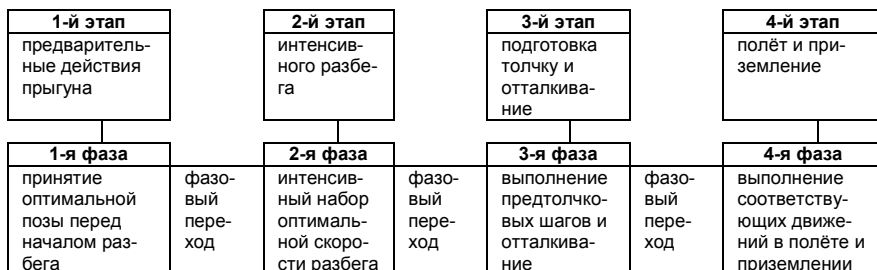 1-й этап
предваритель-
ные действия
прыгуна
2-й этап
интенсив-
ного разбе-
га
3-й этап
подготовка
толчку и
отталкива-
ние
4-й этап
полёт и при-
земление
1-я фаза
принятие
оптимальной
позы перед
началом раз-
бега
фазо-
вый
пере-
ход
2-я фаза
интенсив-
ный набор
оптималь-
ной скоро-
сти разбега
фазо-
вый
пере-
ход
3-я фаза
выполнение
предтолчко-
вых шагов и
отталкива-
ние
фазо-
вый
пере-
ход
4-я фаза
выполнение
соответству-
ющих движе-
ний в полёте и
приземлении